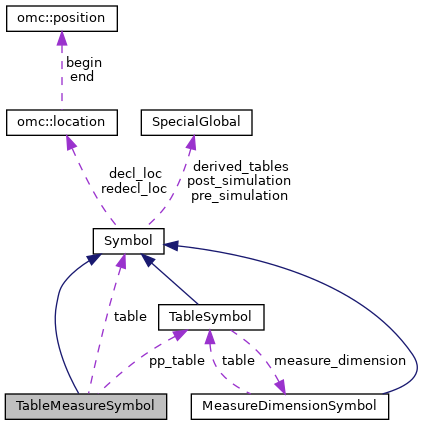 omc::position
begin
end
omc::location
SpecialGlobal
decl_loc
redecl_loc
derived_tables
post_simulation
pre_simulation
Symbol
table
TableSymbol
pp_table
table
measure_dimension
TableMeasureSymbol
MeasureDimensionSymbol